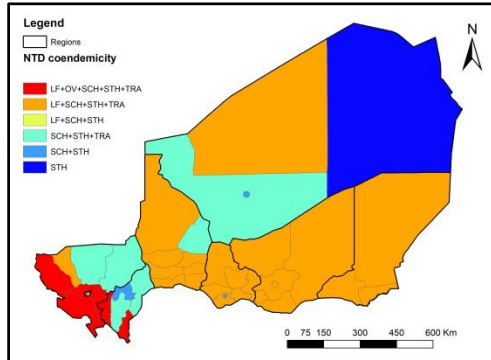 Legend
Regions
NTD coendemicity
LF+OV+SCH+STH+TRA
LF+SCH+STH+TRA
LF+SCH+STH
SCH+STH+TRA
SCH+STH
STH
N
0 75 150 300 450 600 Km